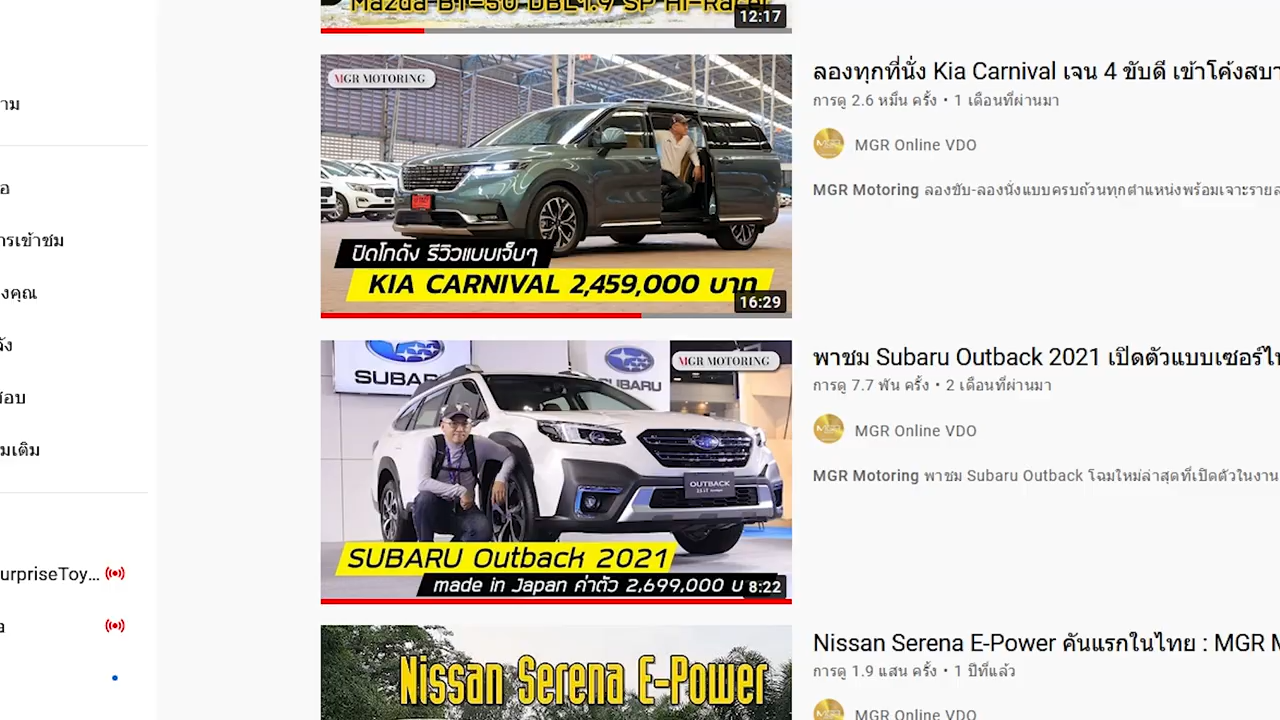 Mazda BT-50 DBL1.9 SP Hi-Racer
12:17
MGR MOTORING
ปิดโกดัง รีวิวแบบเจ็บๆ
KIA CARNIVAL 2,459,000 บาท
16:29
ลองทุกที่นั่ง Kia Carnival เจน 4 ขับดี เข้าโค้งสบา
การดู 2.6 หมื่น ครั้ง • 1 เดือนที่ผ่านมา
MGR Online VDO
MGR Motoring ลองขับ-ลองนั่งแบบครบถ้วนทุกตำแหน่งพร้อมเจาะรายล
SUBARU
SUBARU
MGR MOTORING
OUTBACK
SUBARU Outback 2021
made in Japan ค่าตัว 2,699,000 บ
8:22
พาชม Subaru Outback 2021 เปิดตัวแบบเซอร์ไ
การดู 7.7 พัน ครั้ง • 2 เดือนที่ผ่านมา
MGR Online VDO
MGR Motoring พาชม Subaru Outback โฉมใหม่ล่าสุดที่เปิดตัวในงาน
Nissan Serena E-Power
Nissan Serena E-Power คันแรกในไทย : MGR M
การดู 1.9 แสน ครั้ง • 1 ปีที่แล้ว
MGR Online VDO
าม
อ
กรเข้าชม
งคุณ
ลัง
ชอบ
มเติม
urpriseToy...